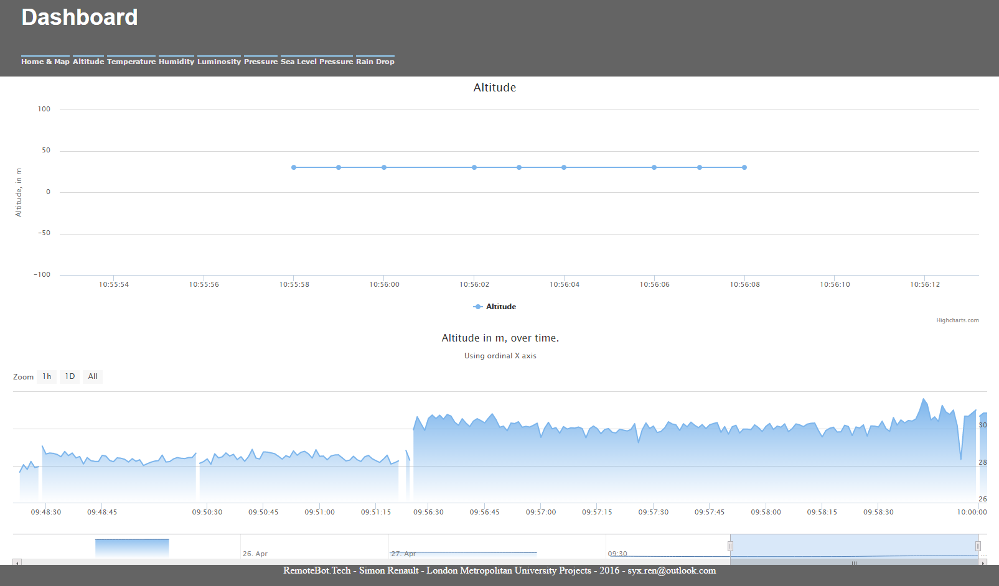 Dashboard
Home & Map Altitude Temperature Humidity Luminosity Pressure Sea Level Pressure Rain Drop
Altitude
100
50
0
−50
−100
Altitude, in m
10:55:54 10:55:56 10:55:58 10:56:00 10:56:02 10:56:04 10:56:06 10:56:08 10:56:10 10:56:12
Altitude
Highcharts.com
Altitude in m, over time.
Using ordinal X axis
Zoom 1h 1D All
30
28
26
09:48:30 09:48:45 09:50:30 09:50:45 09:51:00 09:51:15 09:56:30 09:56:45 09:57:00 09:57:15 09:57:30 09:57:45 09:58:00 09:58:15 09:58:30 10:00:00
26. Apr 27. Apr 09:30 ...
RemoteBot.Tech - Simon Renault - London Metropolitan University Projects - 2016 - syx.ren@outlook.com